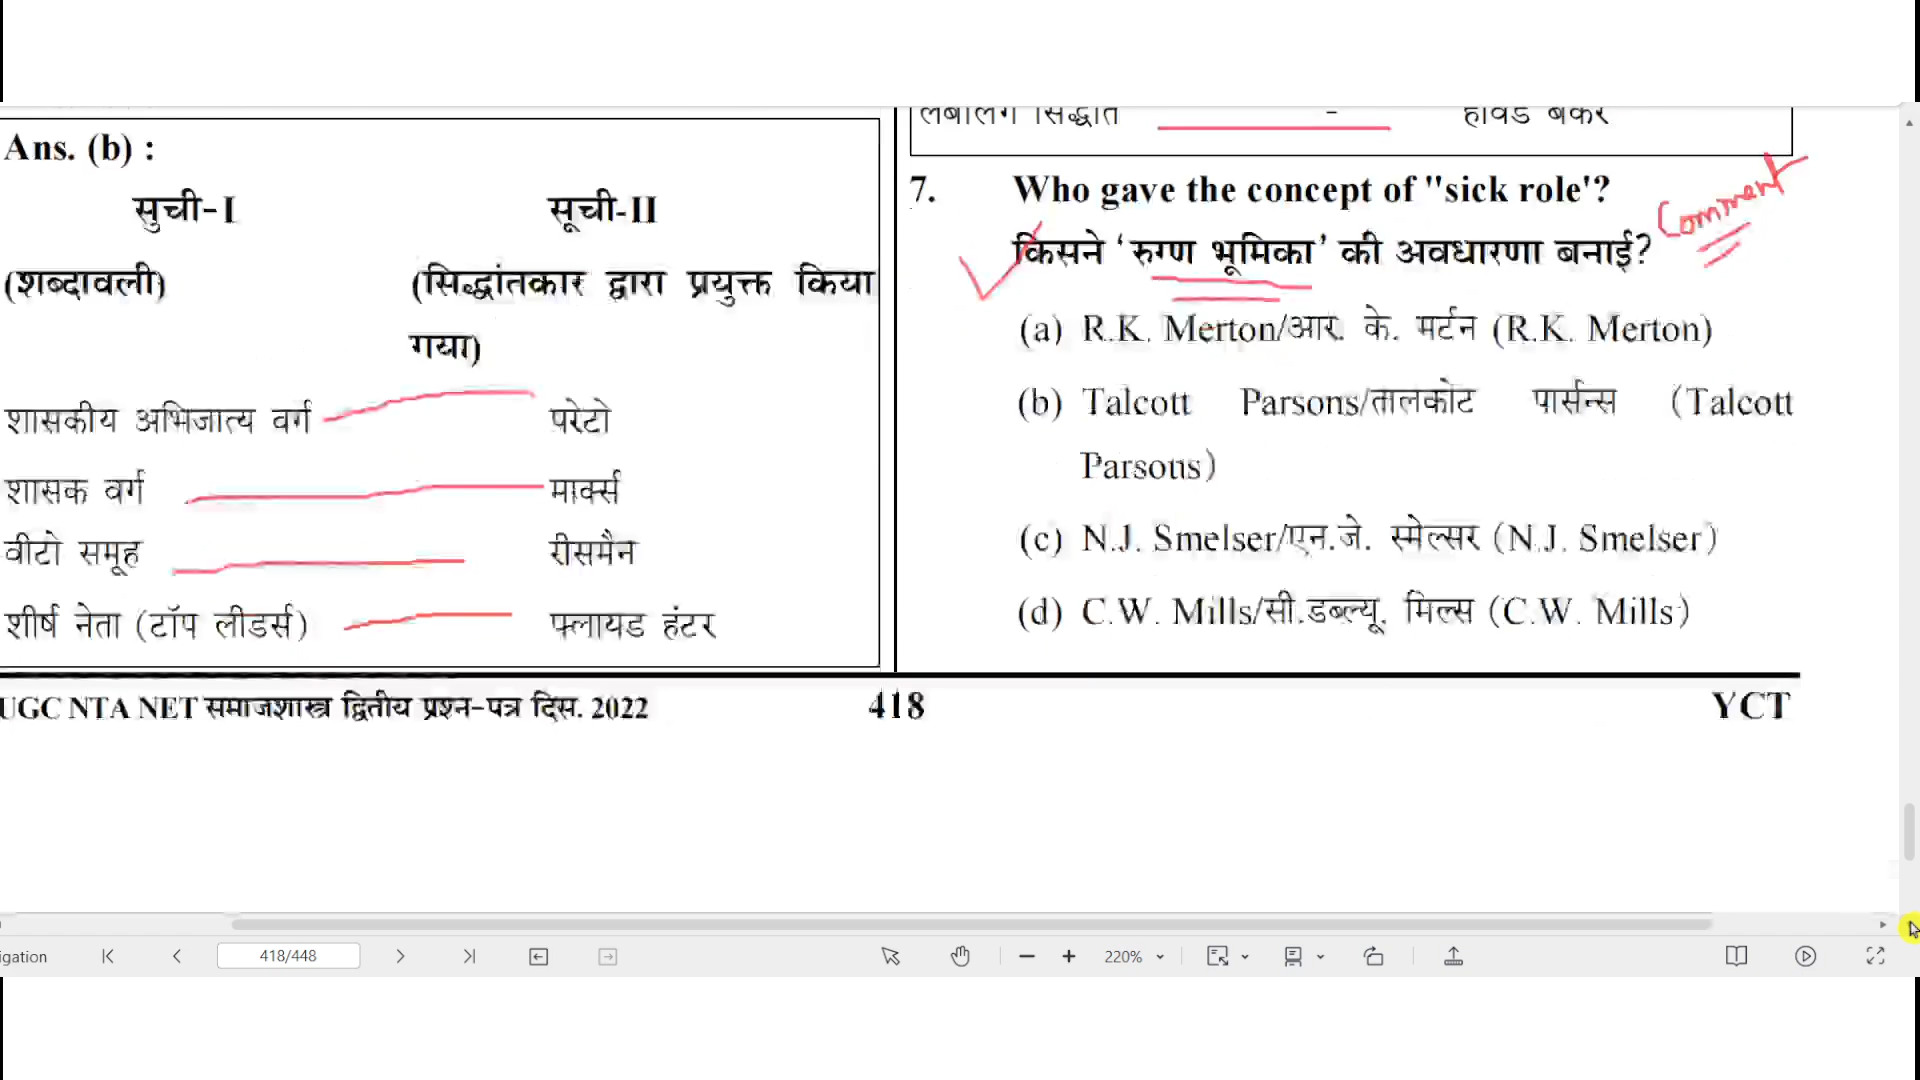 Ans. (b) :
सुची-I सूची-II
(शब्दावली) (सिद्धांतकार द्वारा प्रयुक्त किया
गया)
शासकीय अभिजात्य वर्ग परेटो
शासक वर्ग मार्क्स
वीटो समूह रीसमैन
शीर्ष नेता (टॉप लीडर्स) फ्लायड हंटर
लेबलिंग सिद्धांत - हावर्ड बेकर
7. Who gave the concept of "sick role'?
Comment
किसने ‘रुग्ण भूमिका’ की अवधारणा बनाई?
(a) R.K. Merton/आर. के. मर्टन (R.K. Merton)
(b) Talcott Parsons/तालकोट पार्सन्स (Talcott
Parsons)
(c) N.J. Smelser/एन.जे. स्मेल्सर (N.J. Smelser)
(d) C.W. Mills/सी.डब्ल्यू. मिल्स (C.W. Mills)
UGC NTA NET समाजशास्त्र द्वितीय प्रश्न-पत्र दिस. 2022 418 YCT
igation 418/448 220%